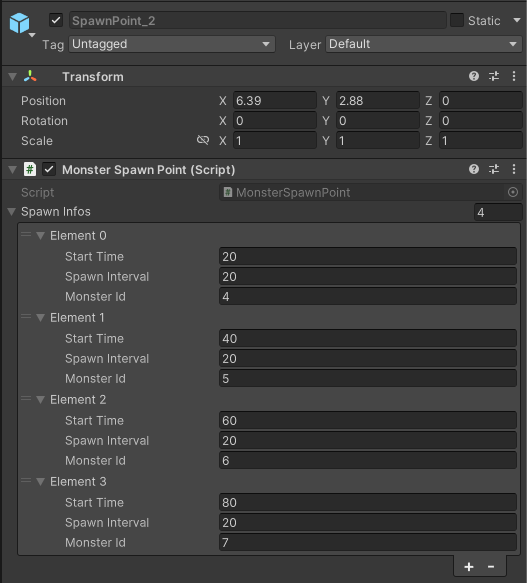 SpawnPoint_2 Static
Tag Untagged Layer Default
Transform
Position X 6.39 Y 2.88 Z 0
Rotation X 0 Y 0 Z 0
Scale X 1 Y 1 Z 1
# Monster Spawn Point (Script)
Script # MonsterSpawnPoint
Spawn Infos 4
Element 0
Start Time 20
Spawn Interval 20
Monster Id 4
Element 1
Start Time 40
Spawn Interval 20
Monster Id 5
Element 2
Start Time 60
Spawn Interval 20
Monster Id 6
Element 3
Start Time 80
Spawn Interval 20
Monster Id 7
+ -